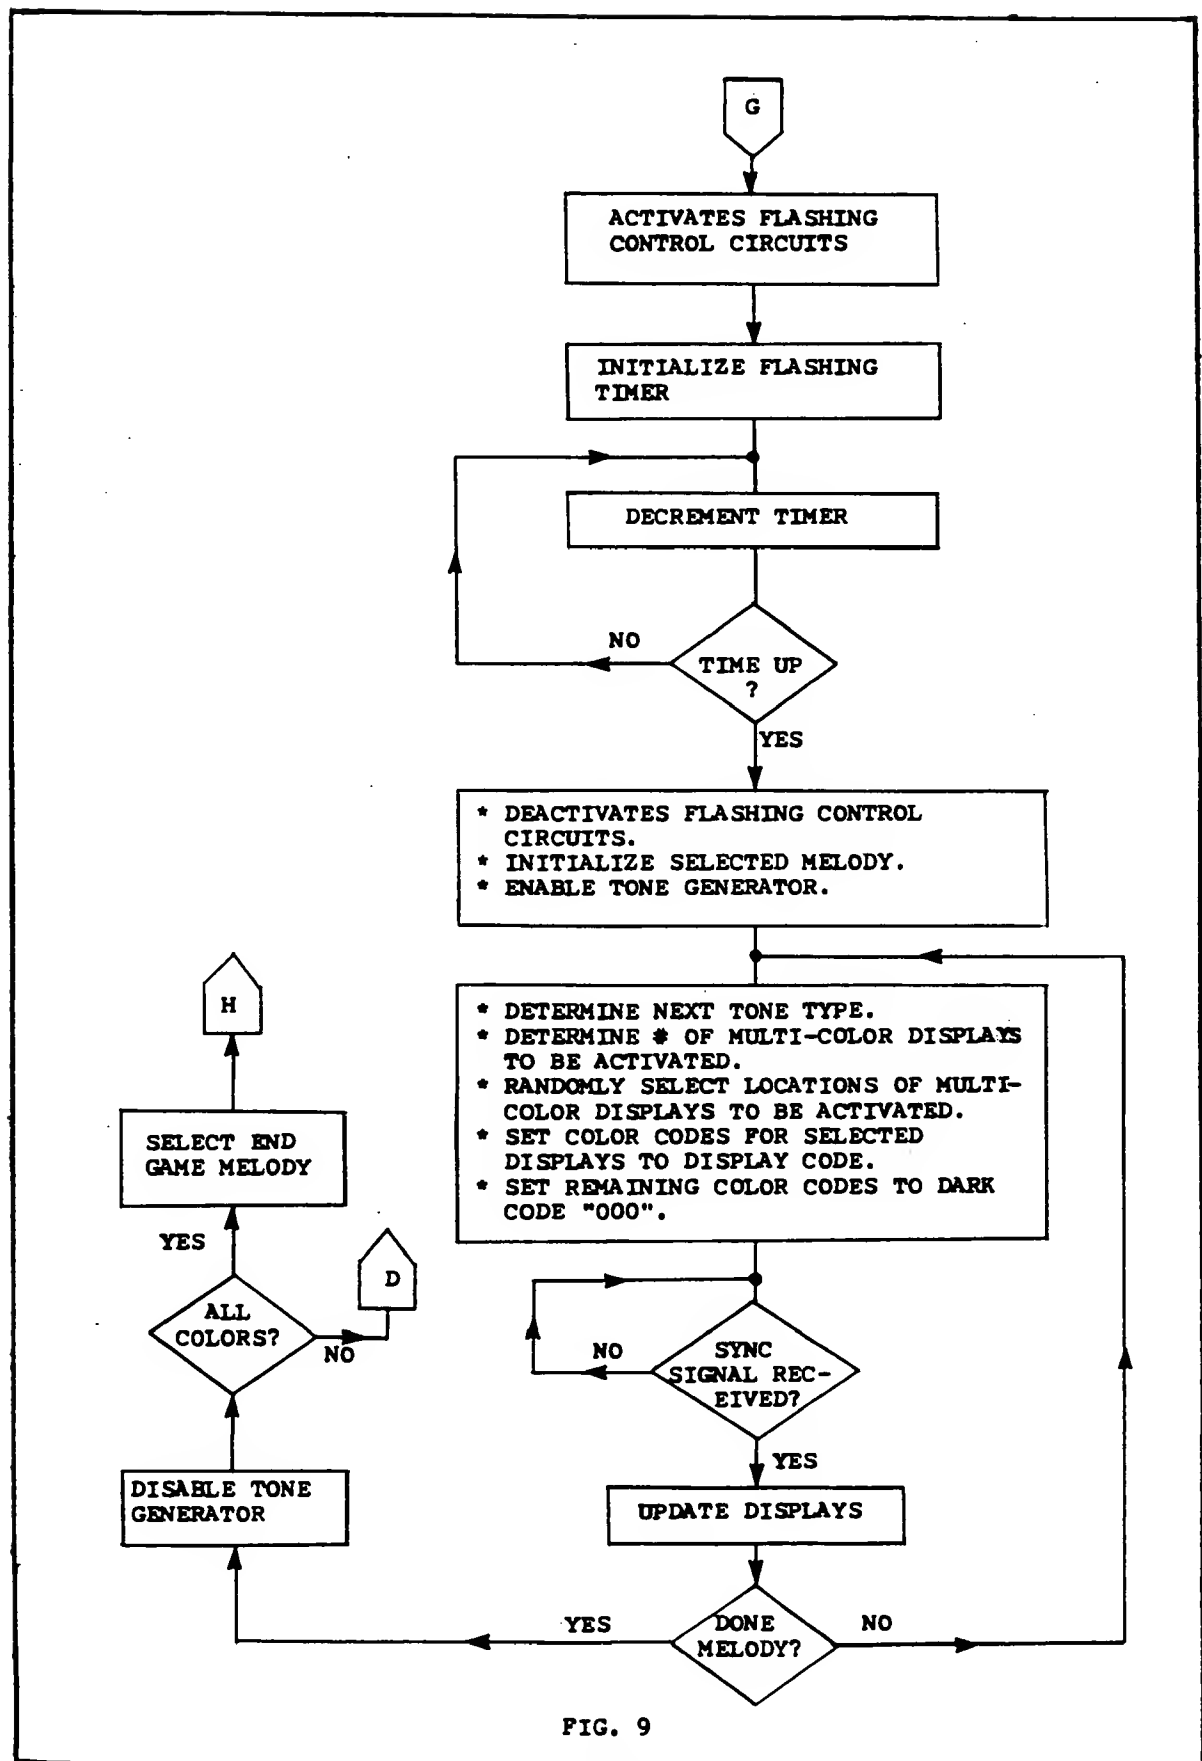 G
ACTIVATES FLASHING
CONTROL CIRCUITS
INITIALIZE FLASHING
TIMER
DECREMENT TIMER
NO
TIME UP
?
YES
* DEACTIVATES FLASHING CONTROL
CIRCUITS.
* INITIALIZE SELECTED MELODY.
* ENABLE TONE GENERATOR.
* DETERMINE NEXT TONE TYPE.
* DETERMINE # OF MULTI-COLOR DISPLAYS
TO BE ACTIVATED.
* RANDOMLY SELECT LOCATIONS OF MULTI-
COLOR DISPLAYS TO BE ACTIVATED.
* SET COLOR CODES FOR SELECTED
DISPLAYS TO DISPLAY CODE.
* SET REMAINING COLOR CODES TO DARK
CODE "000".
NO
SYNC
SIGNAL REC-
EIVED?
YES
UPDATE DISPLAYS
DONE
MELODY?
NO
YES
DISABLE TONE
GENERATOR
ALL
COLORS?
NO
D
YES
SELECT END
GAME MELODY
H
FIG. 9